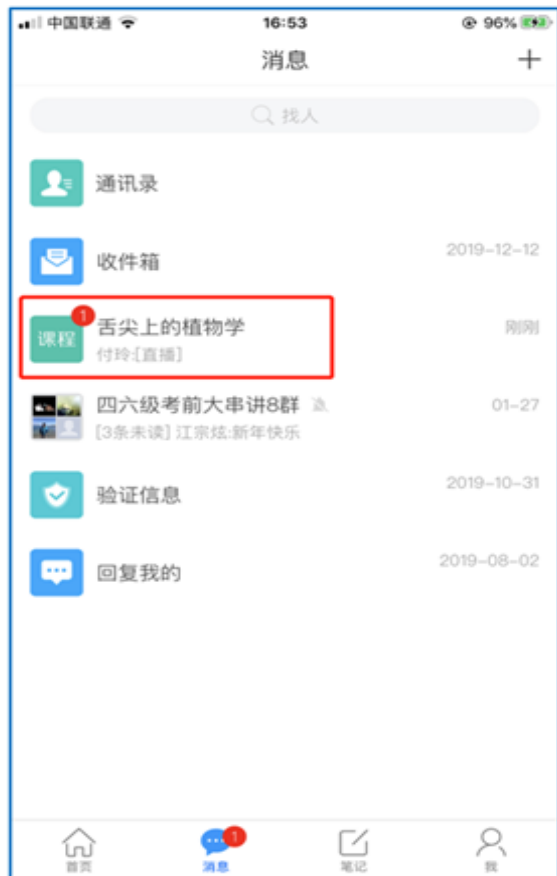 中国联通 16:53 96%
消息
找人
通讯录
收件箱 2019-12-12
课程 1 舌尖上的植物学 刚刚
付玲:[直播]
四六级考前大串讲8群 01-27
[3条未读] 江宗炫:新年快乐
验证信息 2019-10-31
回复我的 2019-08-02
1
首页 消息 笔记 我